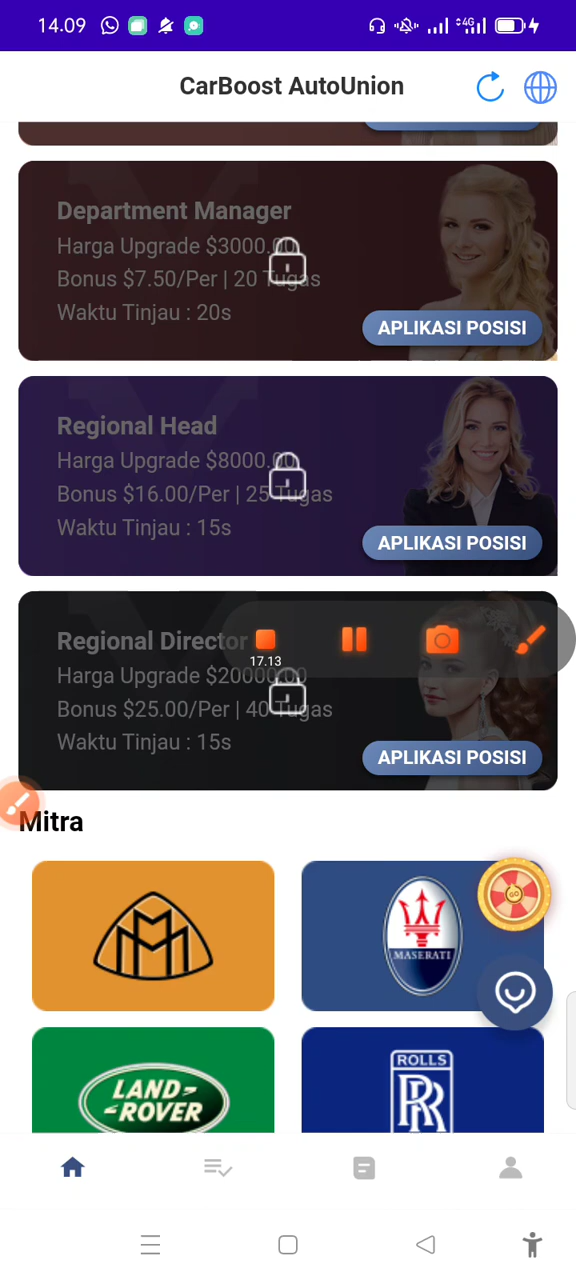 14.09
4G
CarBoost AutoUnion
Department Manager
Harga Upgrade $3000.00
Bonus $7.50/Per | 20 Tugas
Waktu Tinjau : 20s
APLIKASI POSISI
Regional Head
Harga Upgrade $8000.00
Bonus $16.00/Per | 25 Tugas
Waktu Tinjau : 15s
APLIKASI POSISI
Regional Director
17.13
Harga Upgrade $20000.00
Bonus $25.00/Per | 40 Tugas
Waktu Tinjau : 15s
APLIKASI POSISI
Mitra
MASERATI
GO
LAND-
ROVER
ROLLS
RR